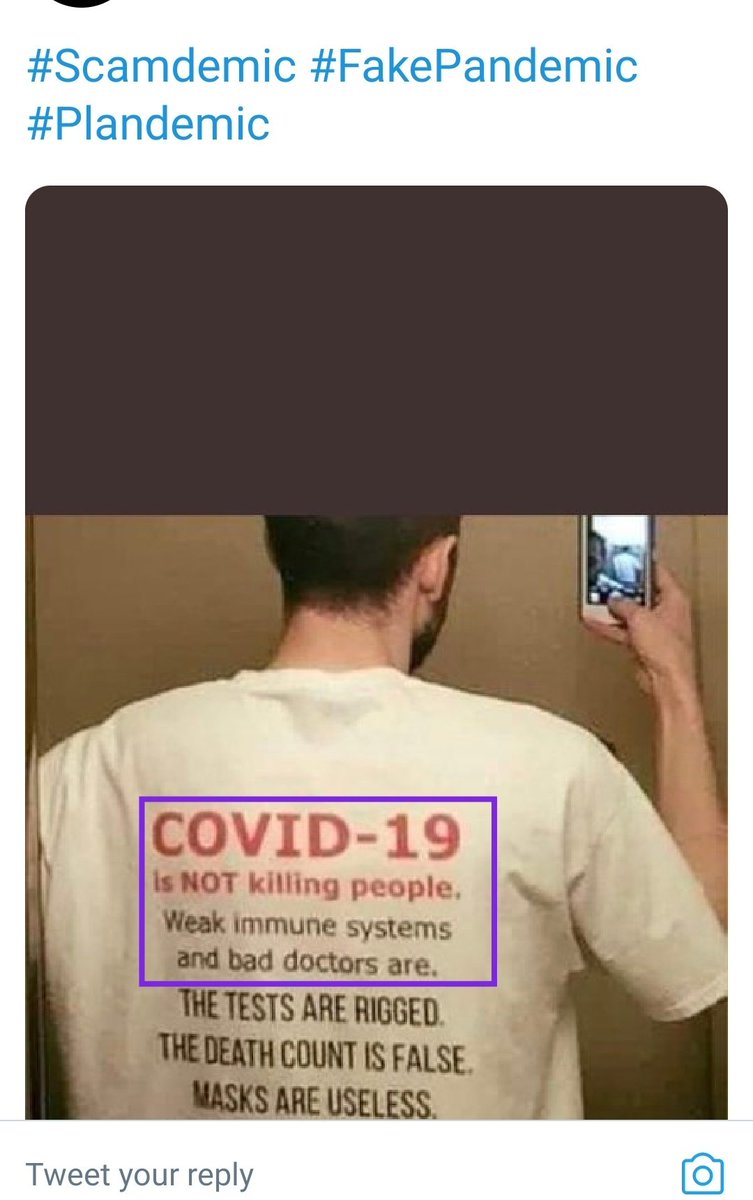 #Scamdemic #FakePandemic
#Plandemic
COVID-19
is NOT killing people.
Weak immune systems
and bad doctors are.
THE TESTS ARE RIGGED.
THE DEATH COUNT IS FALSE.
MASKS ARE USELESS.
Tweet your reply